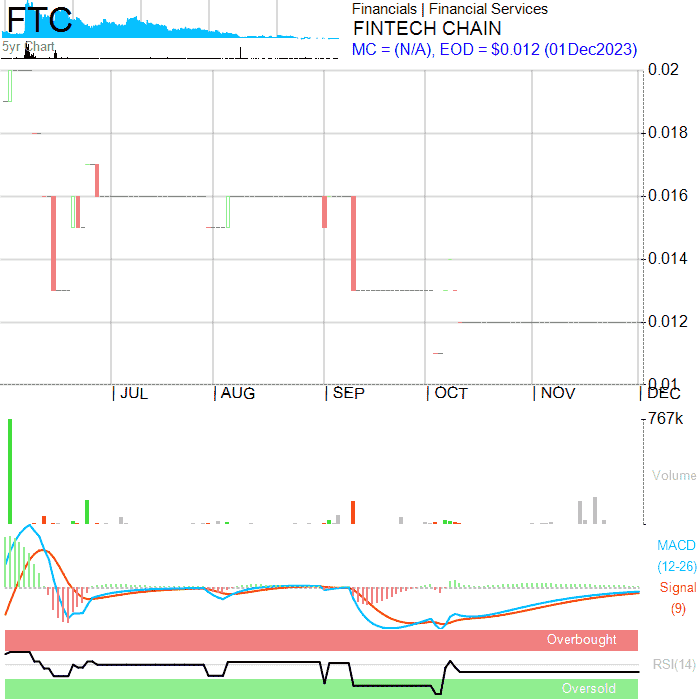 FTC
5yr Chart
Financials | Financial Services
FINTECH CHAIN
MC = (N/A), EOD = $0.012 (01Dec2023)
0.02
0.018
0.016
0.014
0.012
0.01
JUL
AUG
SEP
OCT
NOV
DEC
767k
Volume
MACD
(12-26)
Signal
(9)
Overbought
RSI(14)
Oversold